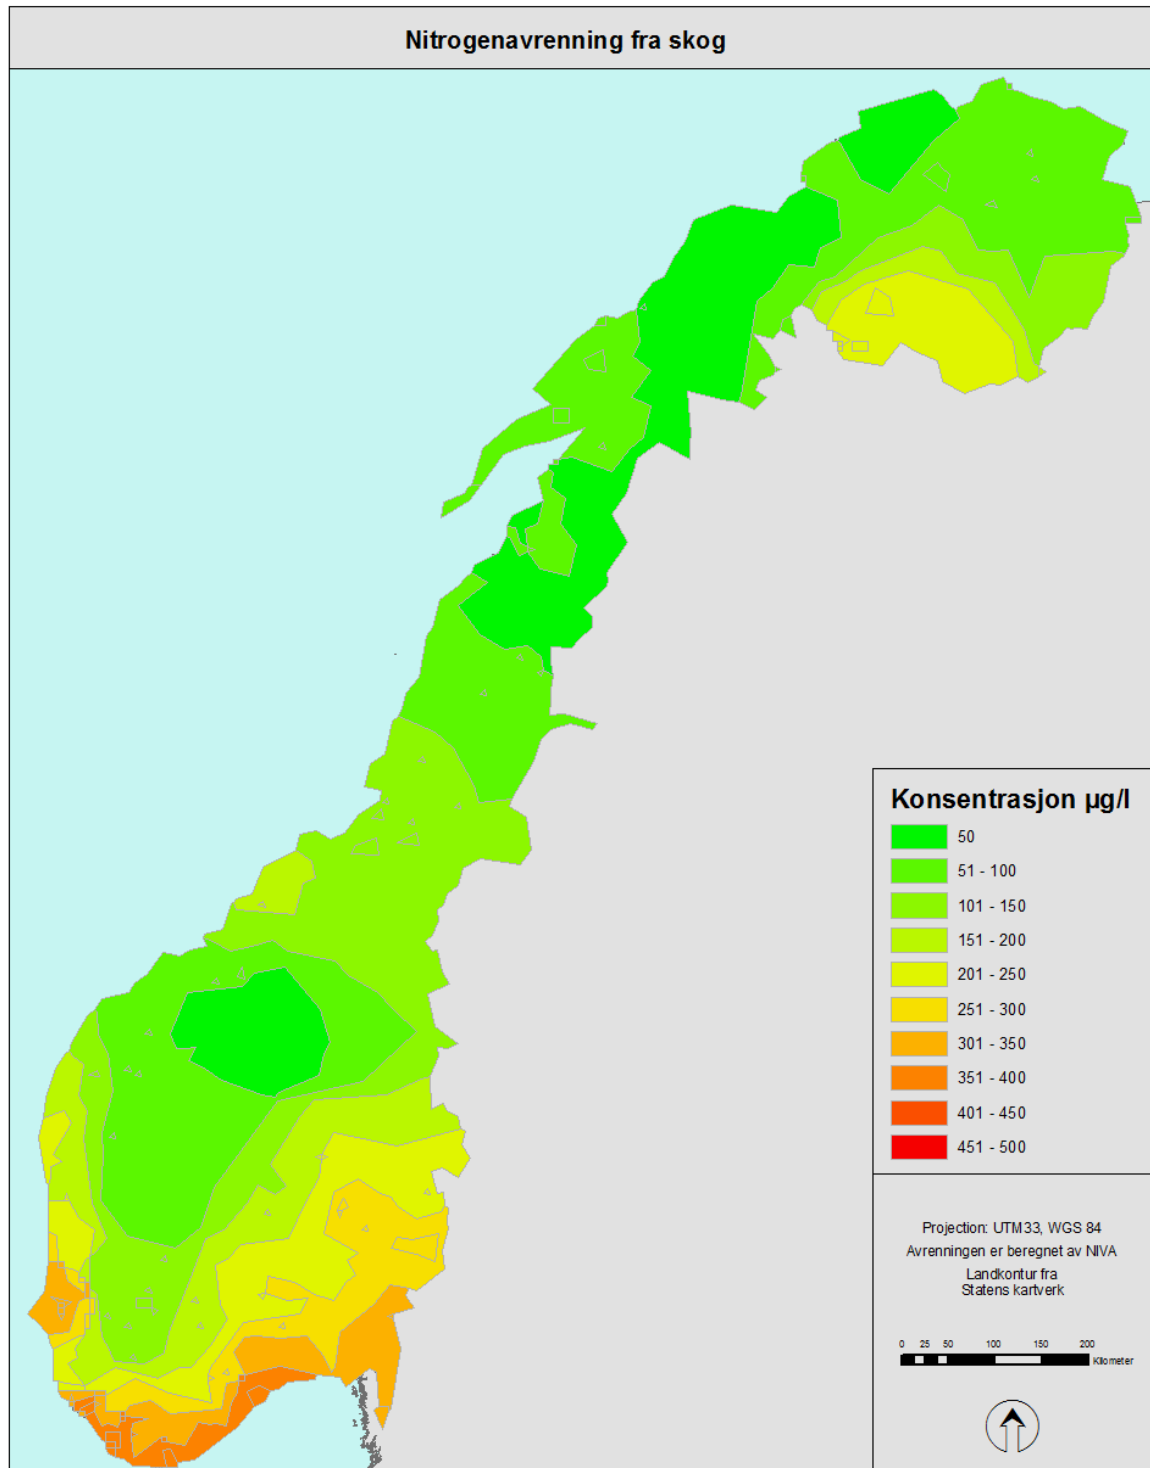 Nitrogenavrenning fra skog
Konsentrasjon µg/l
50
51 - 100
101 - 150
151 - 200
201 - 250
251 - 300
301 - 350
351 - 400
401 - 450
451 - 500
Projection: UTM33, WGS 84
Avrenningen er beregnet av NIVA
Landkontur fra
Statens kartverk
0 25 50 100 150 200
Kilometer